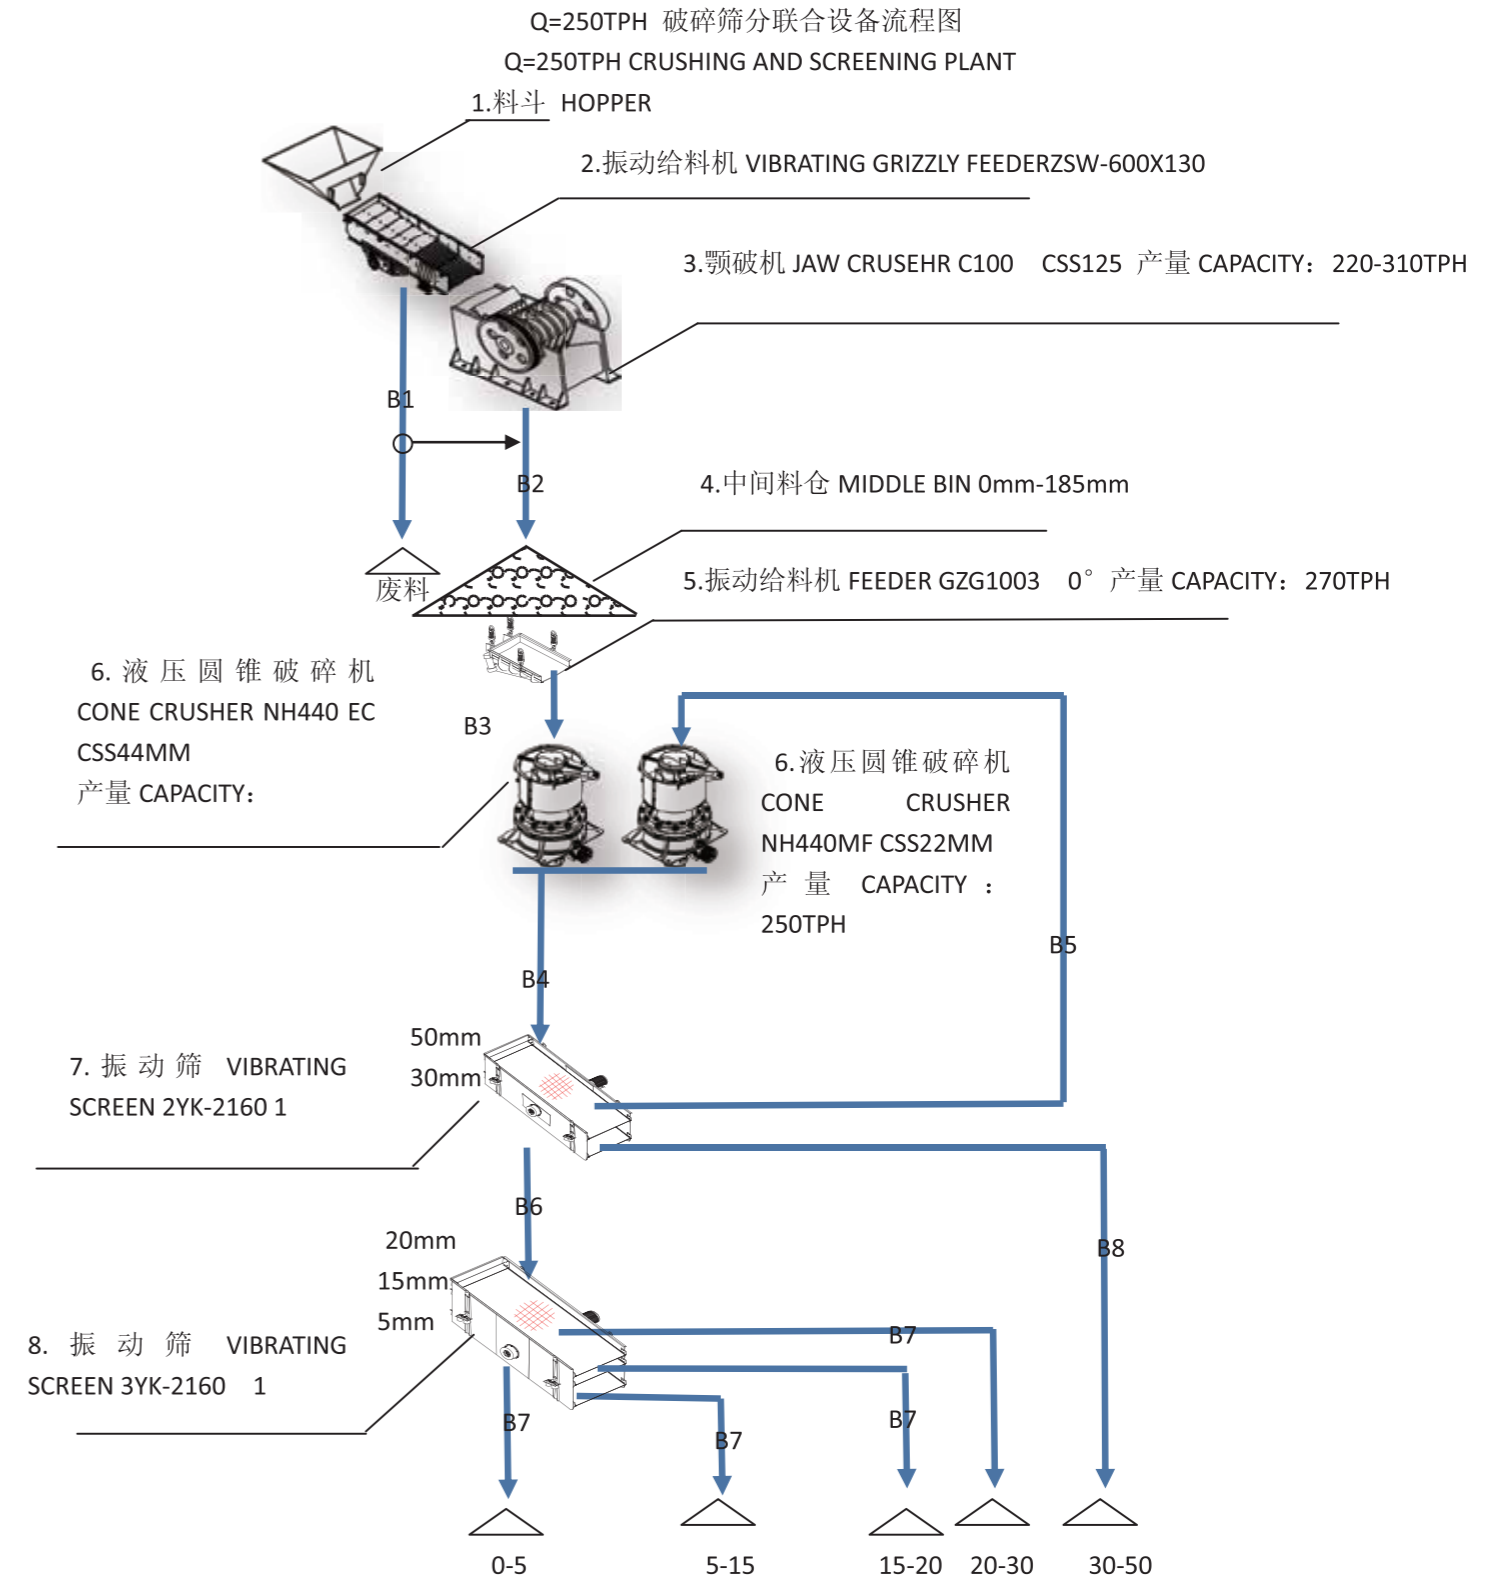 Q=250TPH 破碎筛分联合设备流程图
Q=250TPH CRUSHING AND SCREENING PLANT
1.料斗 HOPPER
2.振动给料机 VIBRATING GRIZZLY FEEDERZSW-600X130
3.颚破机 JAW CRUSEHR C100 CSS125 产量 CAPACITY：220-310TPH
B1
B2
4.中间料仓 MIDDLE BIN 0mm-185mm
废料
5.振动给料机 FEEDER GZG1003 0°产量 CAPACITY：270TPH
6.液压圆锥破碎机
CONE CRUSHER NH440 EC
CSS44MM
产量 CAPACITY：
B3
6.液压圆锥破碎机
CONE CRUSHER
NH440MF CSS22MM
产量 CAPACITY：
250TPH
B5
B4
50mm
30mm
7.振动筛 VIBRATING
SCREEN 2YK-2160 1
B6
B8
20mm
15mm
5mm
8.振动筛 VIBRATING
SCREEN 3YK-2160 1
B7
B7
B7
B7
0-5
5-15
15-20
20-30
30-50